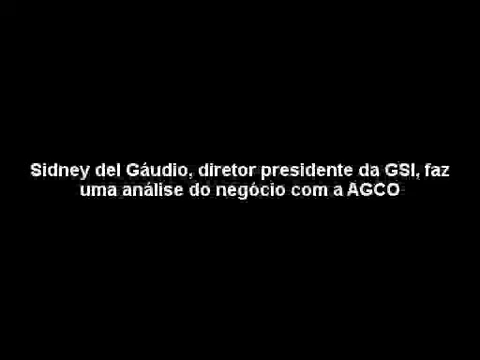 Sidney del Gáudio, diretor presidente da GSI, faz
uma análise do negócio com a AGCO